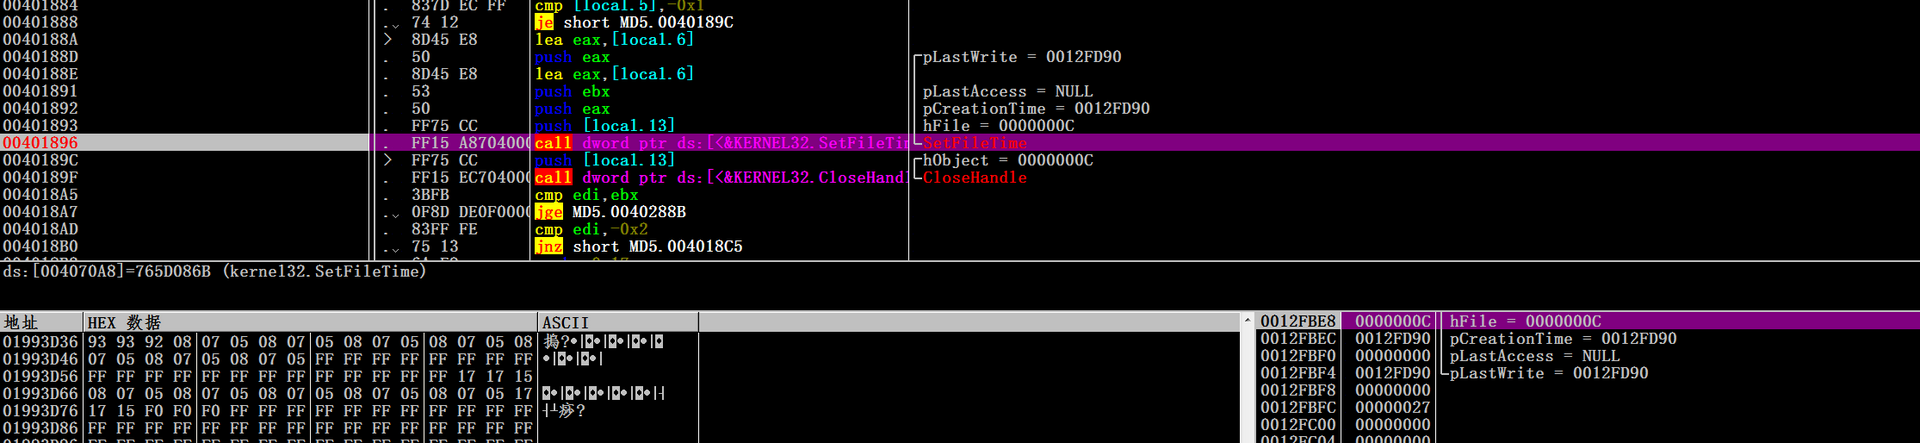 00401884 . 837D EC FF cmp [local.5],-0x1
00401888 .v 74 12 je short MD5.0040189C
0040188A > 8D45 E8 lea eax,[local.6]
0040188D . 50 push eax pLastWrite = 0012FD90
0040188E . 8D45 E8 lea eax,[local.6]
00401891 . 53 push ebx pLastAccess = NULL
00401892 . 50 push eax pCreationTime = 0012FD90
00401893 . FF75 CC push [local.13] hFile = 0000000C
00401896 . FF15 A8704000 call dword ptr ds:[<&KERNEL32.SetFileTim SetFileTime
0040189C > FF75 CC push [local.13] hObject = 0000000C
0040189F . FF15 EC704000 call dword ptr ds:[<&KERNEL32.CloseHandl CloseHandle
004018A5 . 3BFB cmp edi,ebx
004018A7 .v 0F8D DE0F0000 jge MD5.0040288B
004018AD . 83FF FE cmp edi,-0x2
004018B0 .v 75 13 jnz short MD5.004018C5
ds:[004070A8]=765D086B (kernel32.SetFileTime)
地址 HEX 数据 ASCII
01993D36 93 93 92 08 07 05 08 07 05 08 07 05 08 07 05 08
01993D46 07 05 08 07 05 08 07 05 FF FF FF FF FF FF FF FF
01993D56 FF FF FF FF FF FF FF FF FF FF FF FF FF 17 17 15
01993D66 08 07 05 08 07 05 08 07 05 08 07 05 08 07 05 17
01993D76 17 15 F0 F0 F0 FF FF FF FF FF FF FF FF FF FF FF
01993D86 FF FF FF FF FF FF FF FF FF FF FF FF FF FF FF FF
0012FBE8 0000000C hFile = 0000000C
0012FBEC 0012FD90 pCreationTime = 0012FD90
0012FBF0 00000000 pLastAccess = NULL
0012FBF4 0012FD90 pLastWrite = 0012FD90
0012FBF8 00000000
0012FBFC 00000027
0012FC00 00000000
0012FC04 00000000